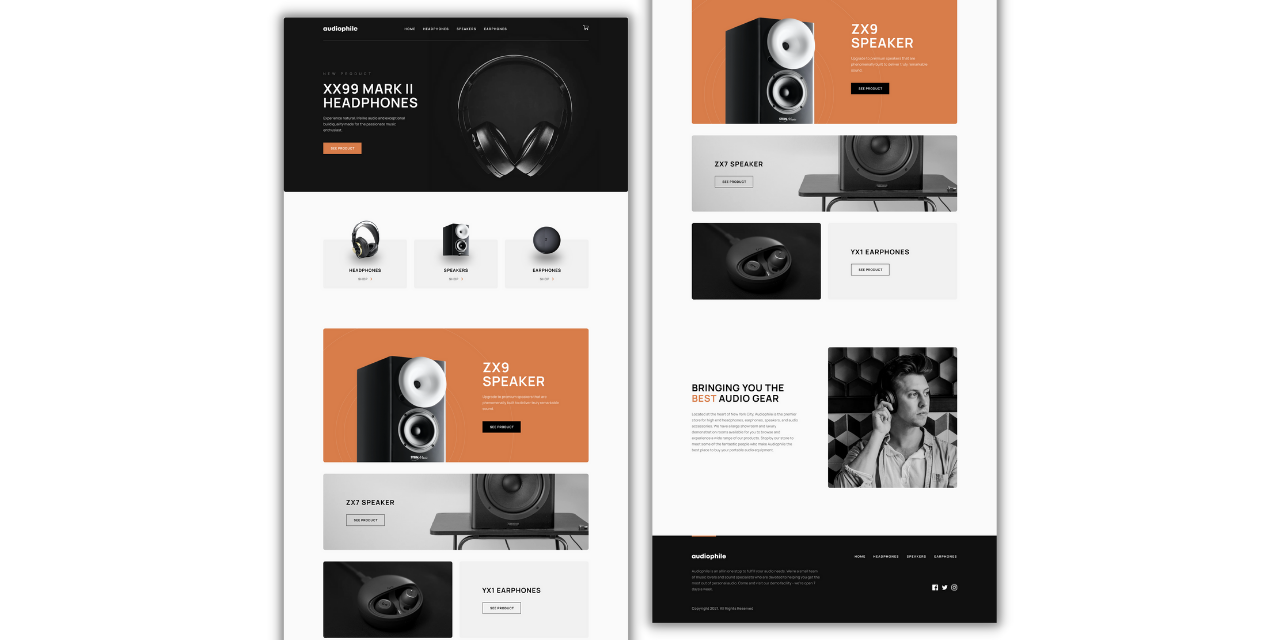 audiophile
HOME HEADPHONES SPEAKERS EARPHONES
NEW PRODUCT
XX99 MARK II
HEADPHONES
Experience natural, lifelike audio and exceptional
build quality made for the passionate music
enthusiast.
SEE PRODUCT
HEADPHONES
SHOP
SPEAKERS
SHOP
EARPHONES
SHOP
ZX9
SPEAKER
Upgrade to premium speakers that are
phenomenally built to deliver truly remarkable
sound.
SEE PRODUCT
ZX7 SPEAKER
SEE PRODUCT
YX1 EARPHONES
SEE PRODUCT
ZX9
SPEAKER
Upgrade to premium speakers that are
phenomenally built to deliver truly remarkable
sound.
SEE PRODUCT
ZX7 SPEAKER
SEE PRODUCT
YX1 EARPHONES
SEE PRODUCT
BRINGING YOU THE
BEST AUDIO GEAR
Located at the heart of New York City, Audiophile is the premier
store for high end headphones, earphones, speakers, and audio
accessories. We have a large showroom and luxury
demonstration rooms available for you to browse and
experience a wide range of our products. Stop by our store to
meet some of the fantastic people who make Audiophile the
best place to buy your portable audio equipment.
audiophile
HOME HEADPHONES SPEAKERS EARPHONES
Audiophile is an all in one stop to fulfill your audio needs. We're a small team
of music lovers and sound specialists who are devoted to helping you get the
most out of personal audio. Come and visit our demo facility - we're open 7
days a week.
Copyright 2021. All Rights Reserved